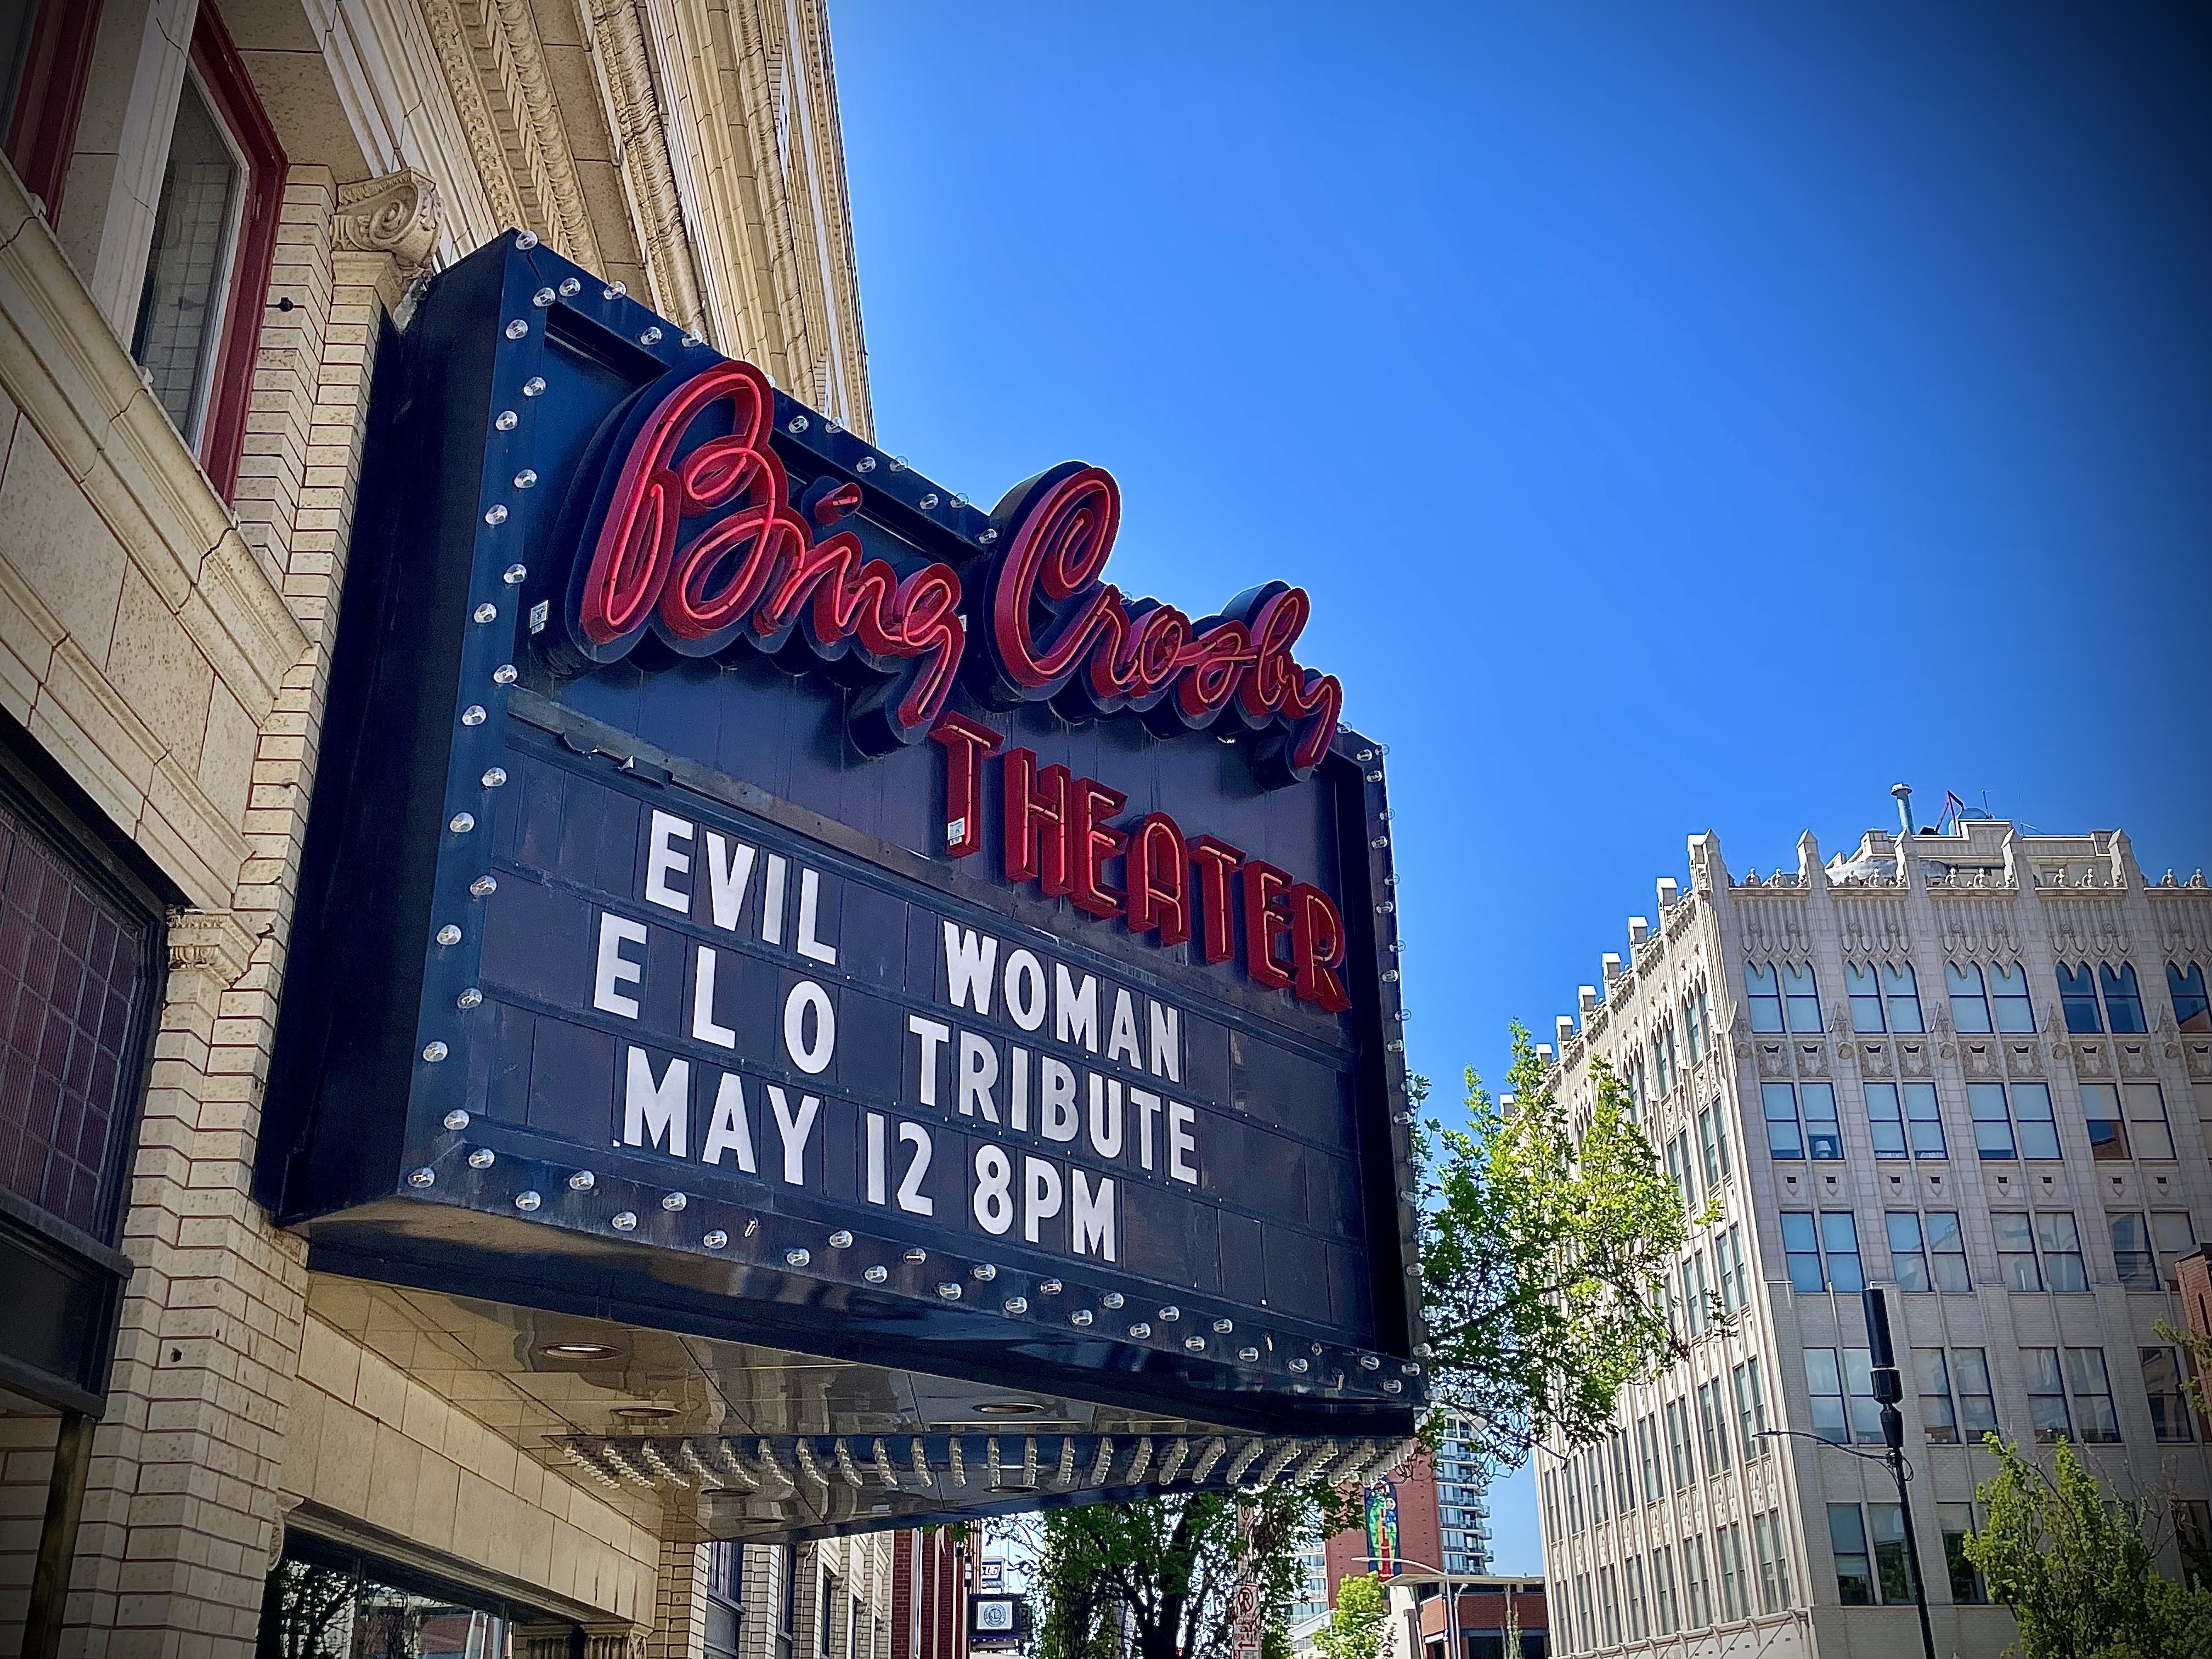 Bing Crosby
THEATER
EVIL WOMAN
E L O TRIBUTE
MAY 12 8PM